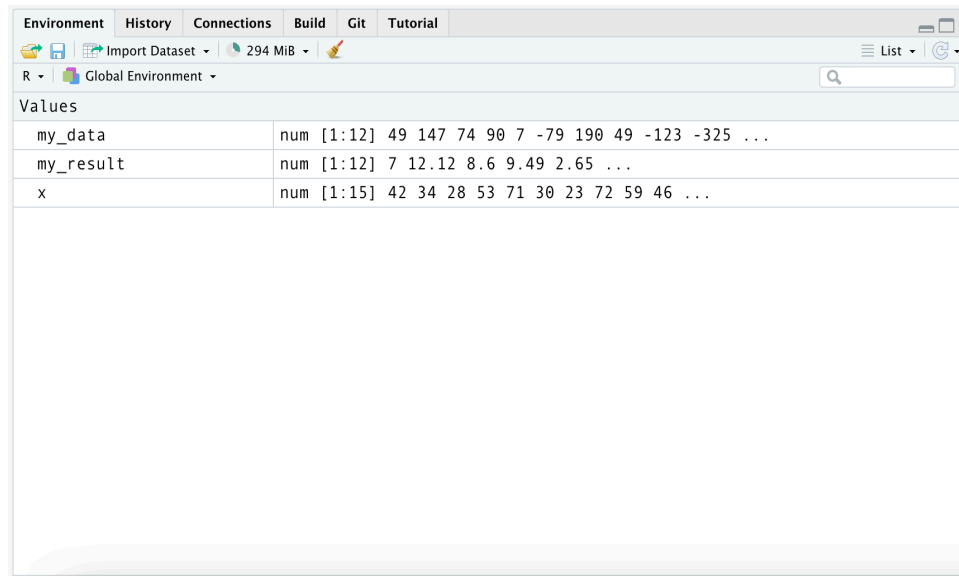 Environment History Connections Build Git Tutorial
Import Dataset 294 MiB List
R Global Environment
Values
my_data num [1:12] 49 147 74 90 7 -79 190 49 -123 -325 ...
my_result num [1:12] 7 12.12 8.6 9.49 2.65 ...
x num [1:15] 42 34 28 53 71 30 23 72 59 46 ...